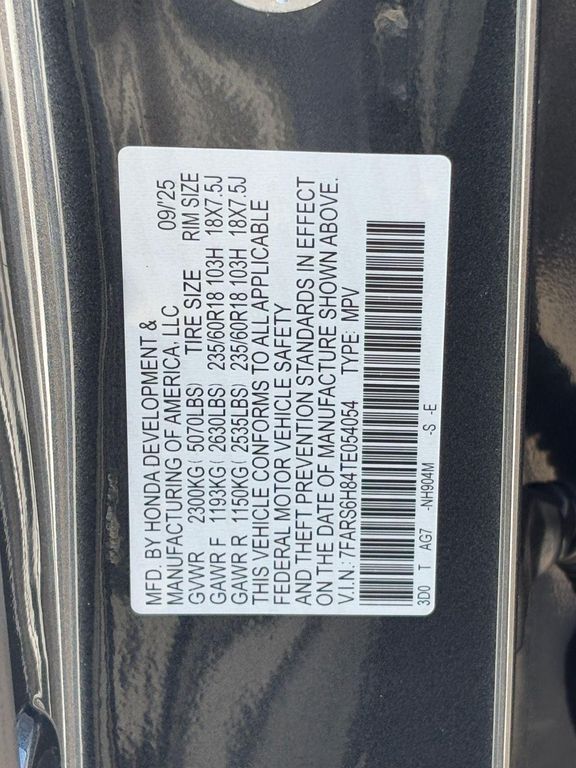 MFD. BY HONDA DEVELOPMENT &
MANUFACTURING OF AMERICA, LLC 09/'25
GVWR 2300KG( 5070LBS) TIRE SIZE RIM SIZE
GAWR F 1193KG( 2630LBS) 235/60R18 103H 18X7.5J
GAWR R 1150KG( 2535LBS) 235/60R18 103H 18X7.5J
THIS VEHICLE CONFORMS TO ALL APPLICABLE
FEDERAL MOTOR VEHICLE SAFETY
AND THEFT PREVENTION STANDARDS IN EFFECT
ON THE DATE OF MANUFACTURE SHOWN ABOVE.
V.I.N.: 7FARS6H84TE054054 TYPE: MPV
3D0 T AG7 -NH904M -S -E